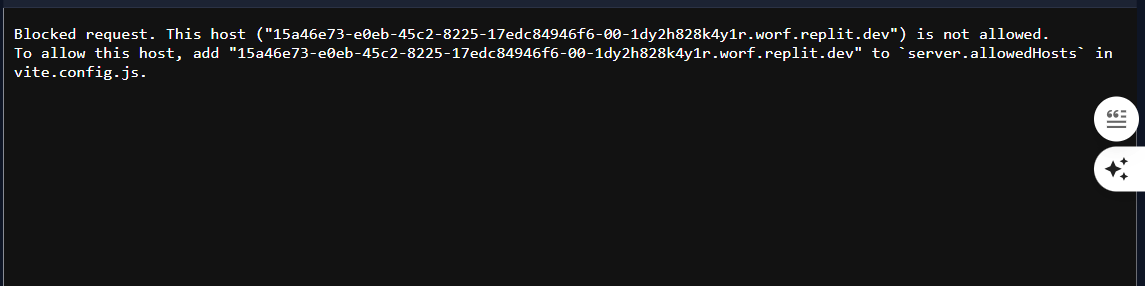 Blocked request. This host ("15a46e73-e0eb-45c2-8225-17edc84946f6-00-1dy2h828k4y1r.worf.replit.dev") is not allowed.
To allow this host, add "15a46e73-e0eb-45c2-8225-17edc84946f6-00-1dy2h828k4y1r.worf.replit.dev" to `server.allowedHosts` in
vite.config.js.